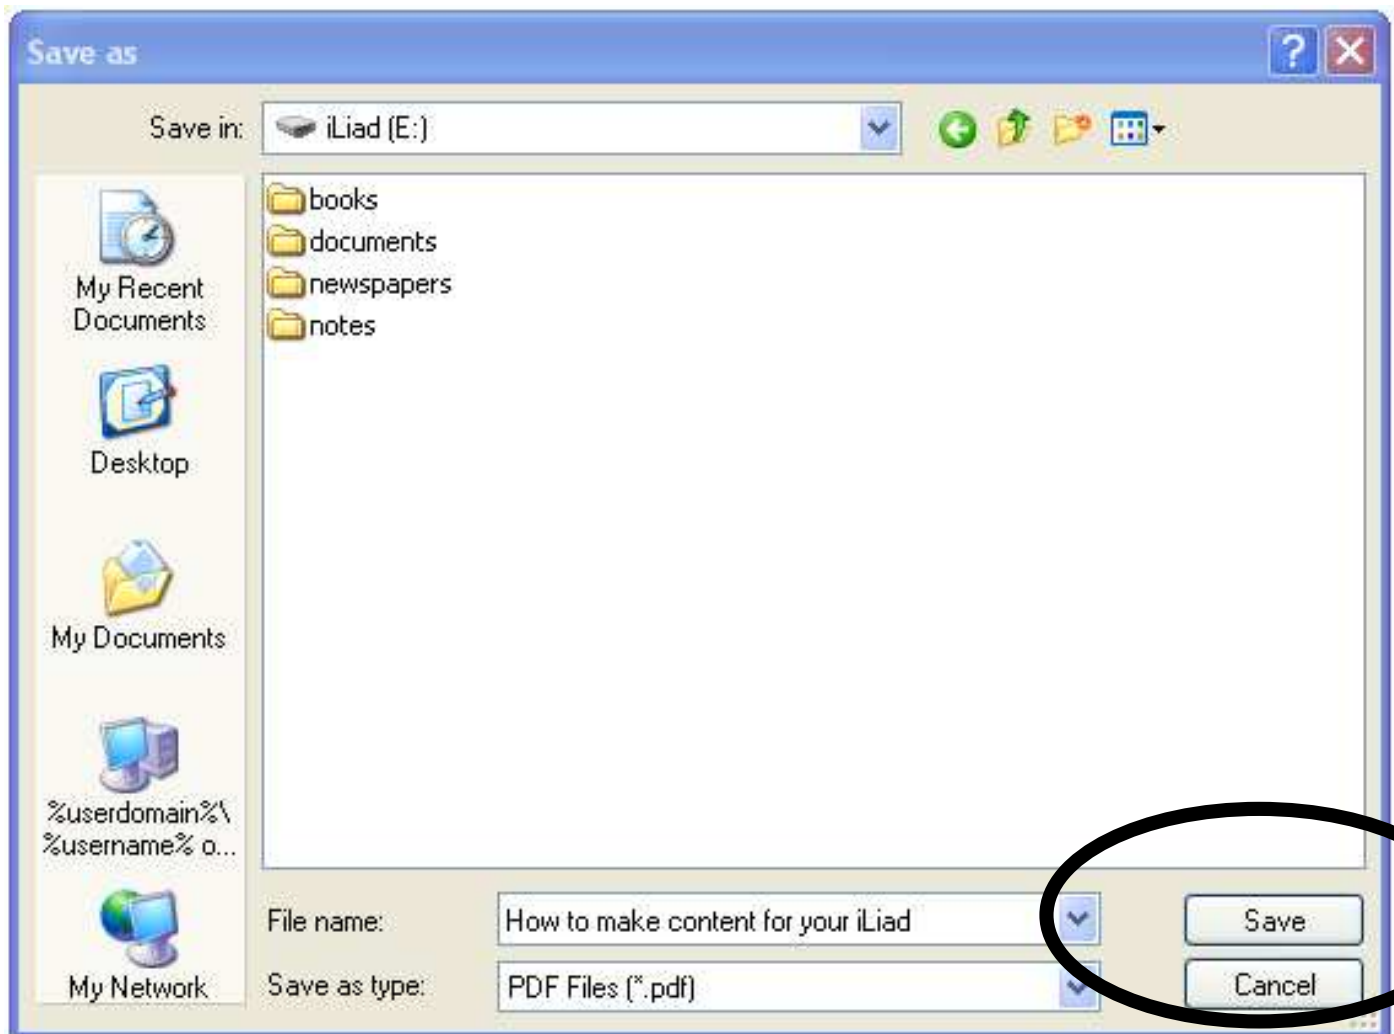 Save as
Save in: iLiad (E:)
books
documents
newspapers
notes
My Recent
Documents
Desktop
My Documents
%userdomain%\
%username% o...
My Network
File name: How to make content for your iLiad Save
Save as type: PDF Files (*.pdf) Cancel